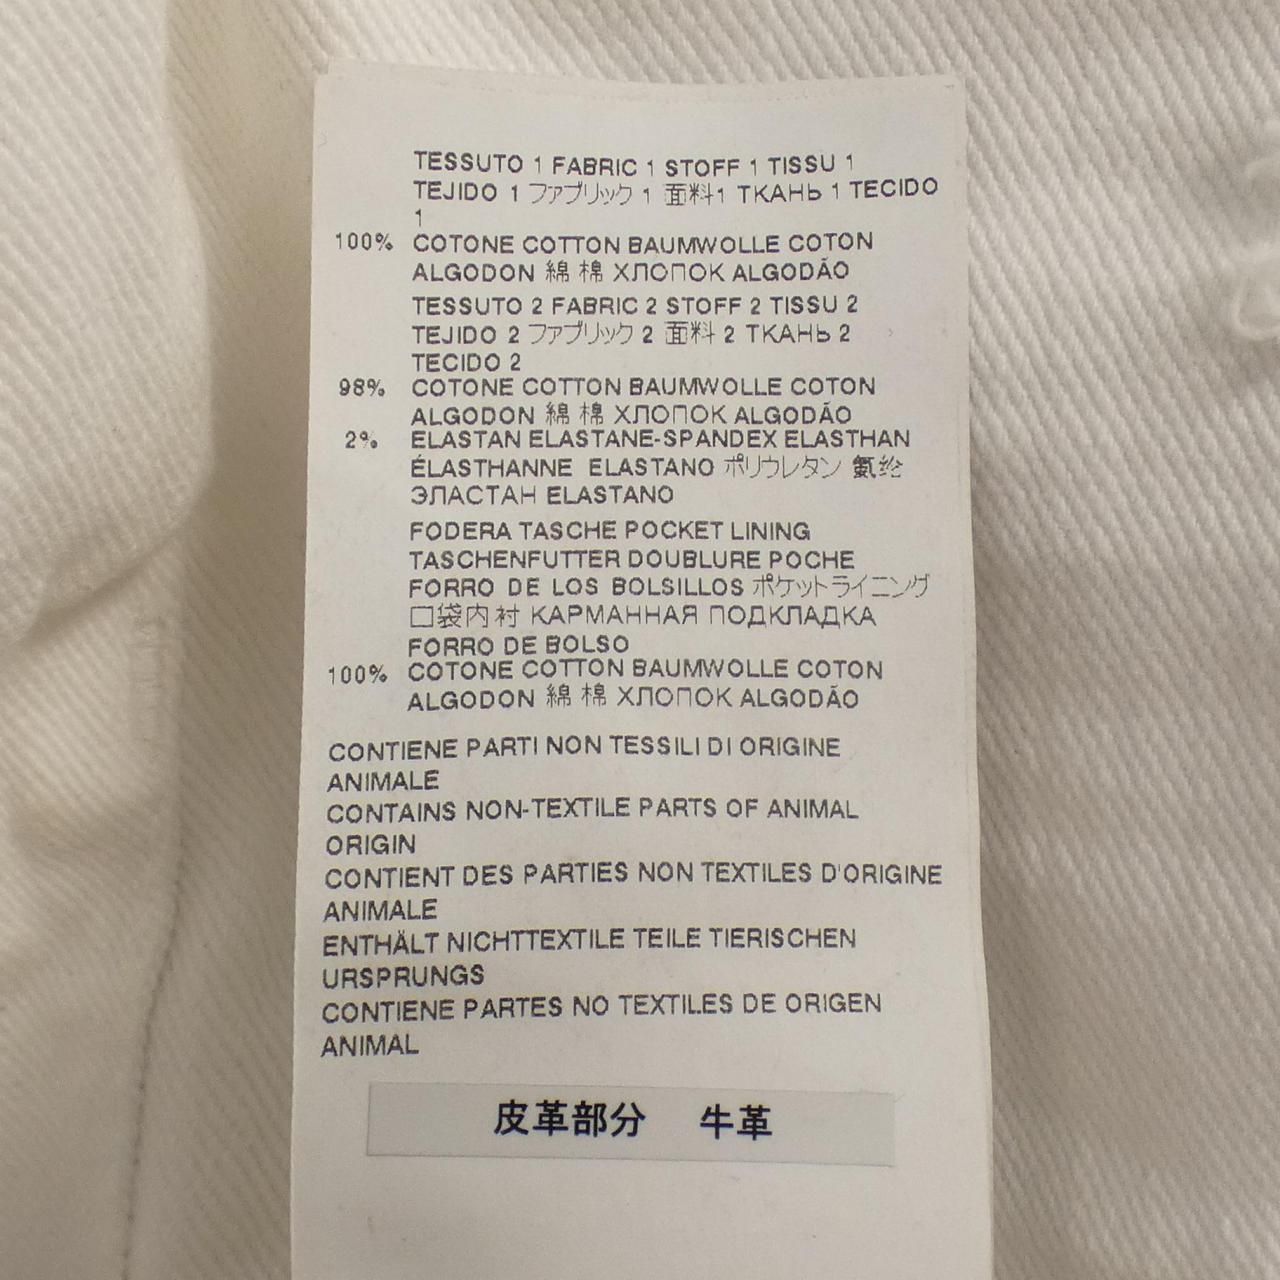 TESSUTO 1 FABRIC 1 STOFF 1 TISSU 1
TEJIDO 1 ファブリック 1 面料1 ТКАНЬ 1 TECIDO
1
100% COTONE COTTON BAUMWOLLE COTON
ALGODON 綿 棉 ХЛОПОК ALGODÃO
TESSUTO 2 FABRIC 2 STOFF 2 TISSU 2
TEJIDO 2 ファブリック 2 面料 2 ТКАНЬ 2
TECIDO 2
98% COTONE COTTON BAUMWOLLE COTON
ALGODON 綿 棉 ХЛОПОК ALGODÃO
2% ELASTAN ELASTANE-SPANDEX ELASTHAN
ÉLASTHANNE ELASTANO ポリウレタン 氨纶
ЭЛАСТАН ELASTANO
FODERA TASCHE POCKET LINING
TASCHENFUTTER DOUBLURE POCHE
FORRO DE LOS BOLSILLOS ポケットライニング
口袋内衬 КАРМАННАЯ ПОДКЛАДКА
FORRO DE BOLSO
100% COTONE COTTON BAUMWOLLE COTON
ALGODON 綿 棉 ХЛОПОК ALGODÃO
CONTIENE PARTI NON TESSILI DI ORIGINE
ANIMALE
CONTAINS NON-TEXTILE PARTS OF ANIMAL
ORIGIN
CONTIENT DES PARTIES NON TEXTILES D'ORIGINE
ANIMALE
ENTHÄLT NICHTTEXTILE TEILE TIERISCHEN
URSPRUNGS
CONTIENE PARTES NO TEXTILES DE ORIGEN
ANIMAL
皮革部分 牛革